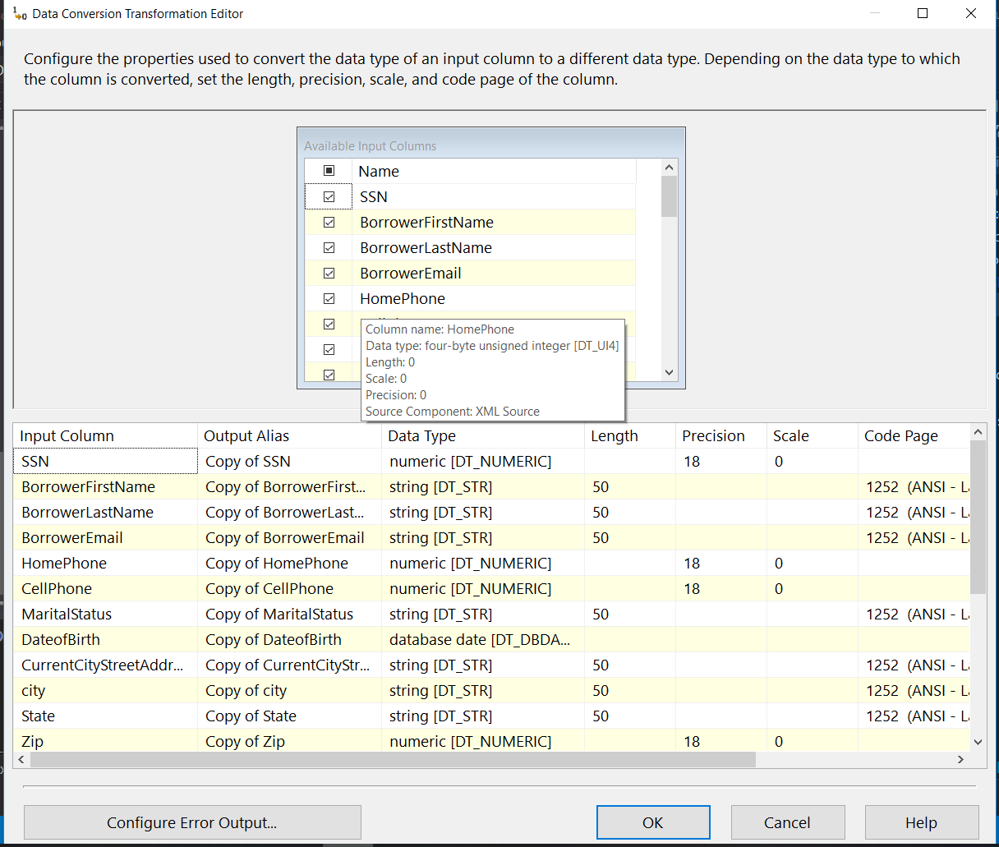 Data Conversion Transformation Editor
Configure the properties used to convert the data type of an input column to a different data type. Depending on the data type to which
the column is converted, set the length, precision, scale, and code page of the column.
Available Input Columns
Name
SSN
BorrowerFirstName
BorrowerLastName
BorrowerEmail
HomePhone
Column name: HomePhone
Data type: four-byte unsigned integer [DT_UI4]
Length: 0
Scale: 0
Precision: 0
Source Component: XML Source
Input Column Output Alias Data Type Length Precision Scale Code Page
SSN Copy of SSN numeric [DT_NUMERIC] 18 0
BorrowerFirstName Copy of BorrowerFirst... string [DT_STR] 50 1252 (ANSI - La
BorrowerLastName Copy of BorrowerLast... string [DT_STR] 50 1252 (ANSI - La
BorrowerEmail Copy of BorrowerEmail string [DT_STR] 50 1252 (ANSI - La
HomePhone Copy of HomePhone numeric [DT_NUMERIC] 18 0
CellPhone Copy of CellPhone numeric [DT_NUMERIC] 18 0
MaritalStatus Copy of MaritalStatus string [DT_STR] 50 1252 (ANSI - La
DateofBirth Copy of DateofBirth database date [DT_DBDA...
CurrentCityStreetAddr... Copy of CurrentCityStr... string [DT_STR] 50 1252 (ANSI - La
city Copy of city string [DT_STR] 50 1252 (ANSI - La
State Copy of State string [DT_STR] 50 1252 (ANSI - La
Zip Copy of Zip numeric [DT_NUMERIC] 18 0
Configure Error Output... OK Cancel Help